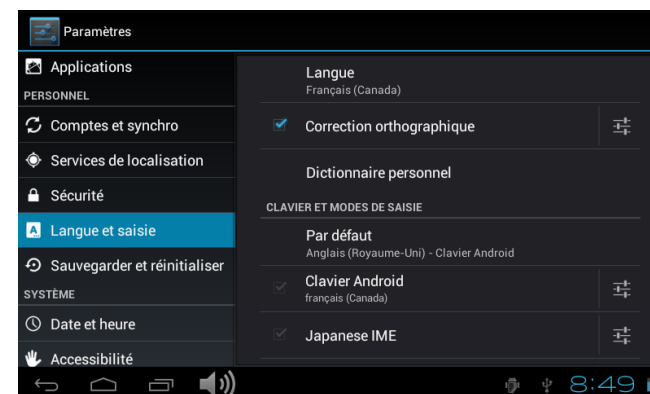 Paramètres
Applications
PERSONNEL
Comptes et synchro
Services de localisation
Sécurité
Langue et saisie
Sauvegarder et réinitialiser
SYSTÈME
Date et heure
Accessibilité
Langue
Français (Canada)
Correction orthographique
Dictionnaire personnel
CLAVIER ET MODES DE SAISIE
Par défaut
Anglais (Royaume-Uni) - Clavier Android
Clavier Android
français (Canada)
Japanese IME
8:49